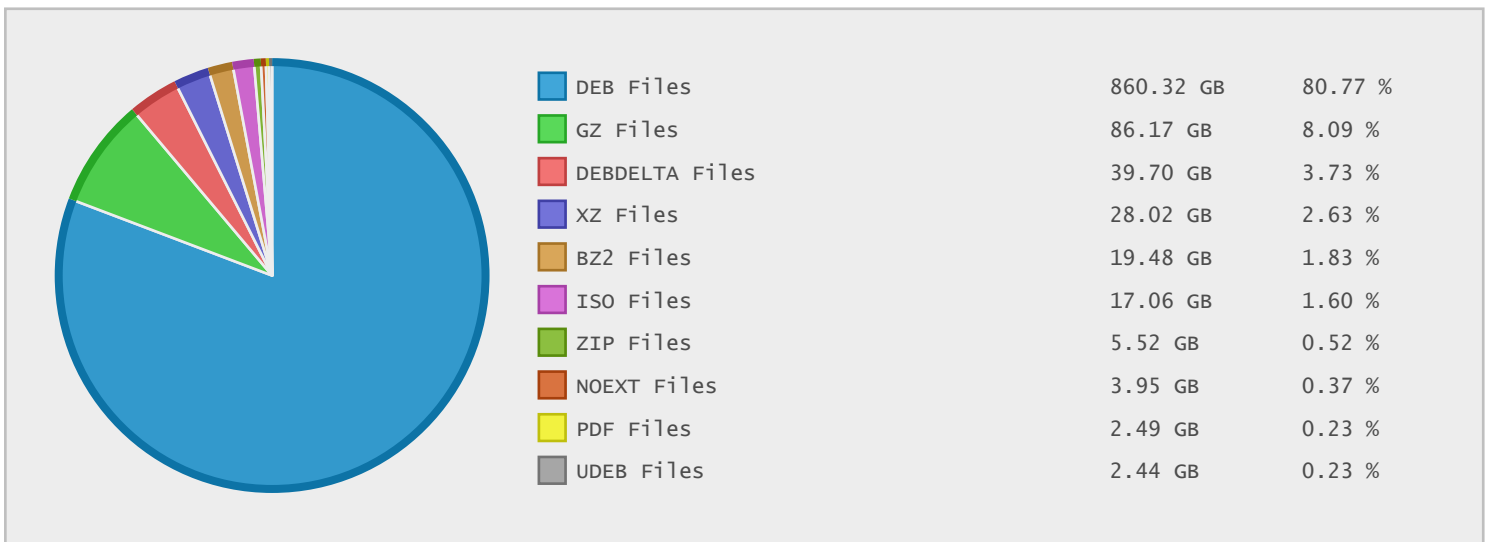 DEB Files 860.32 GB 80.77 %
GZ Files 86.17 GB 8.09 %
DEBDELTA Files 39.70 GB 3.73 %
XZ Files 28.02 GB 2.63 %
BZ2 Files 19.48 GB 1.83 %
ISO Files 17.06 GB 1.60 %
ZIP Files 5.52 GB 0.52 %
NOEXT Files 3.95 GB 0.37 %
PDF Files 2.49 GB 0.23 %
UDEB Files 2.44 GB 0.23 %